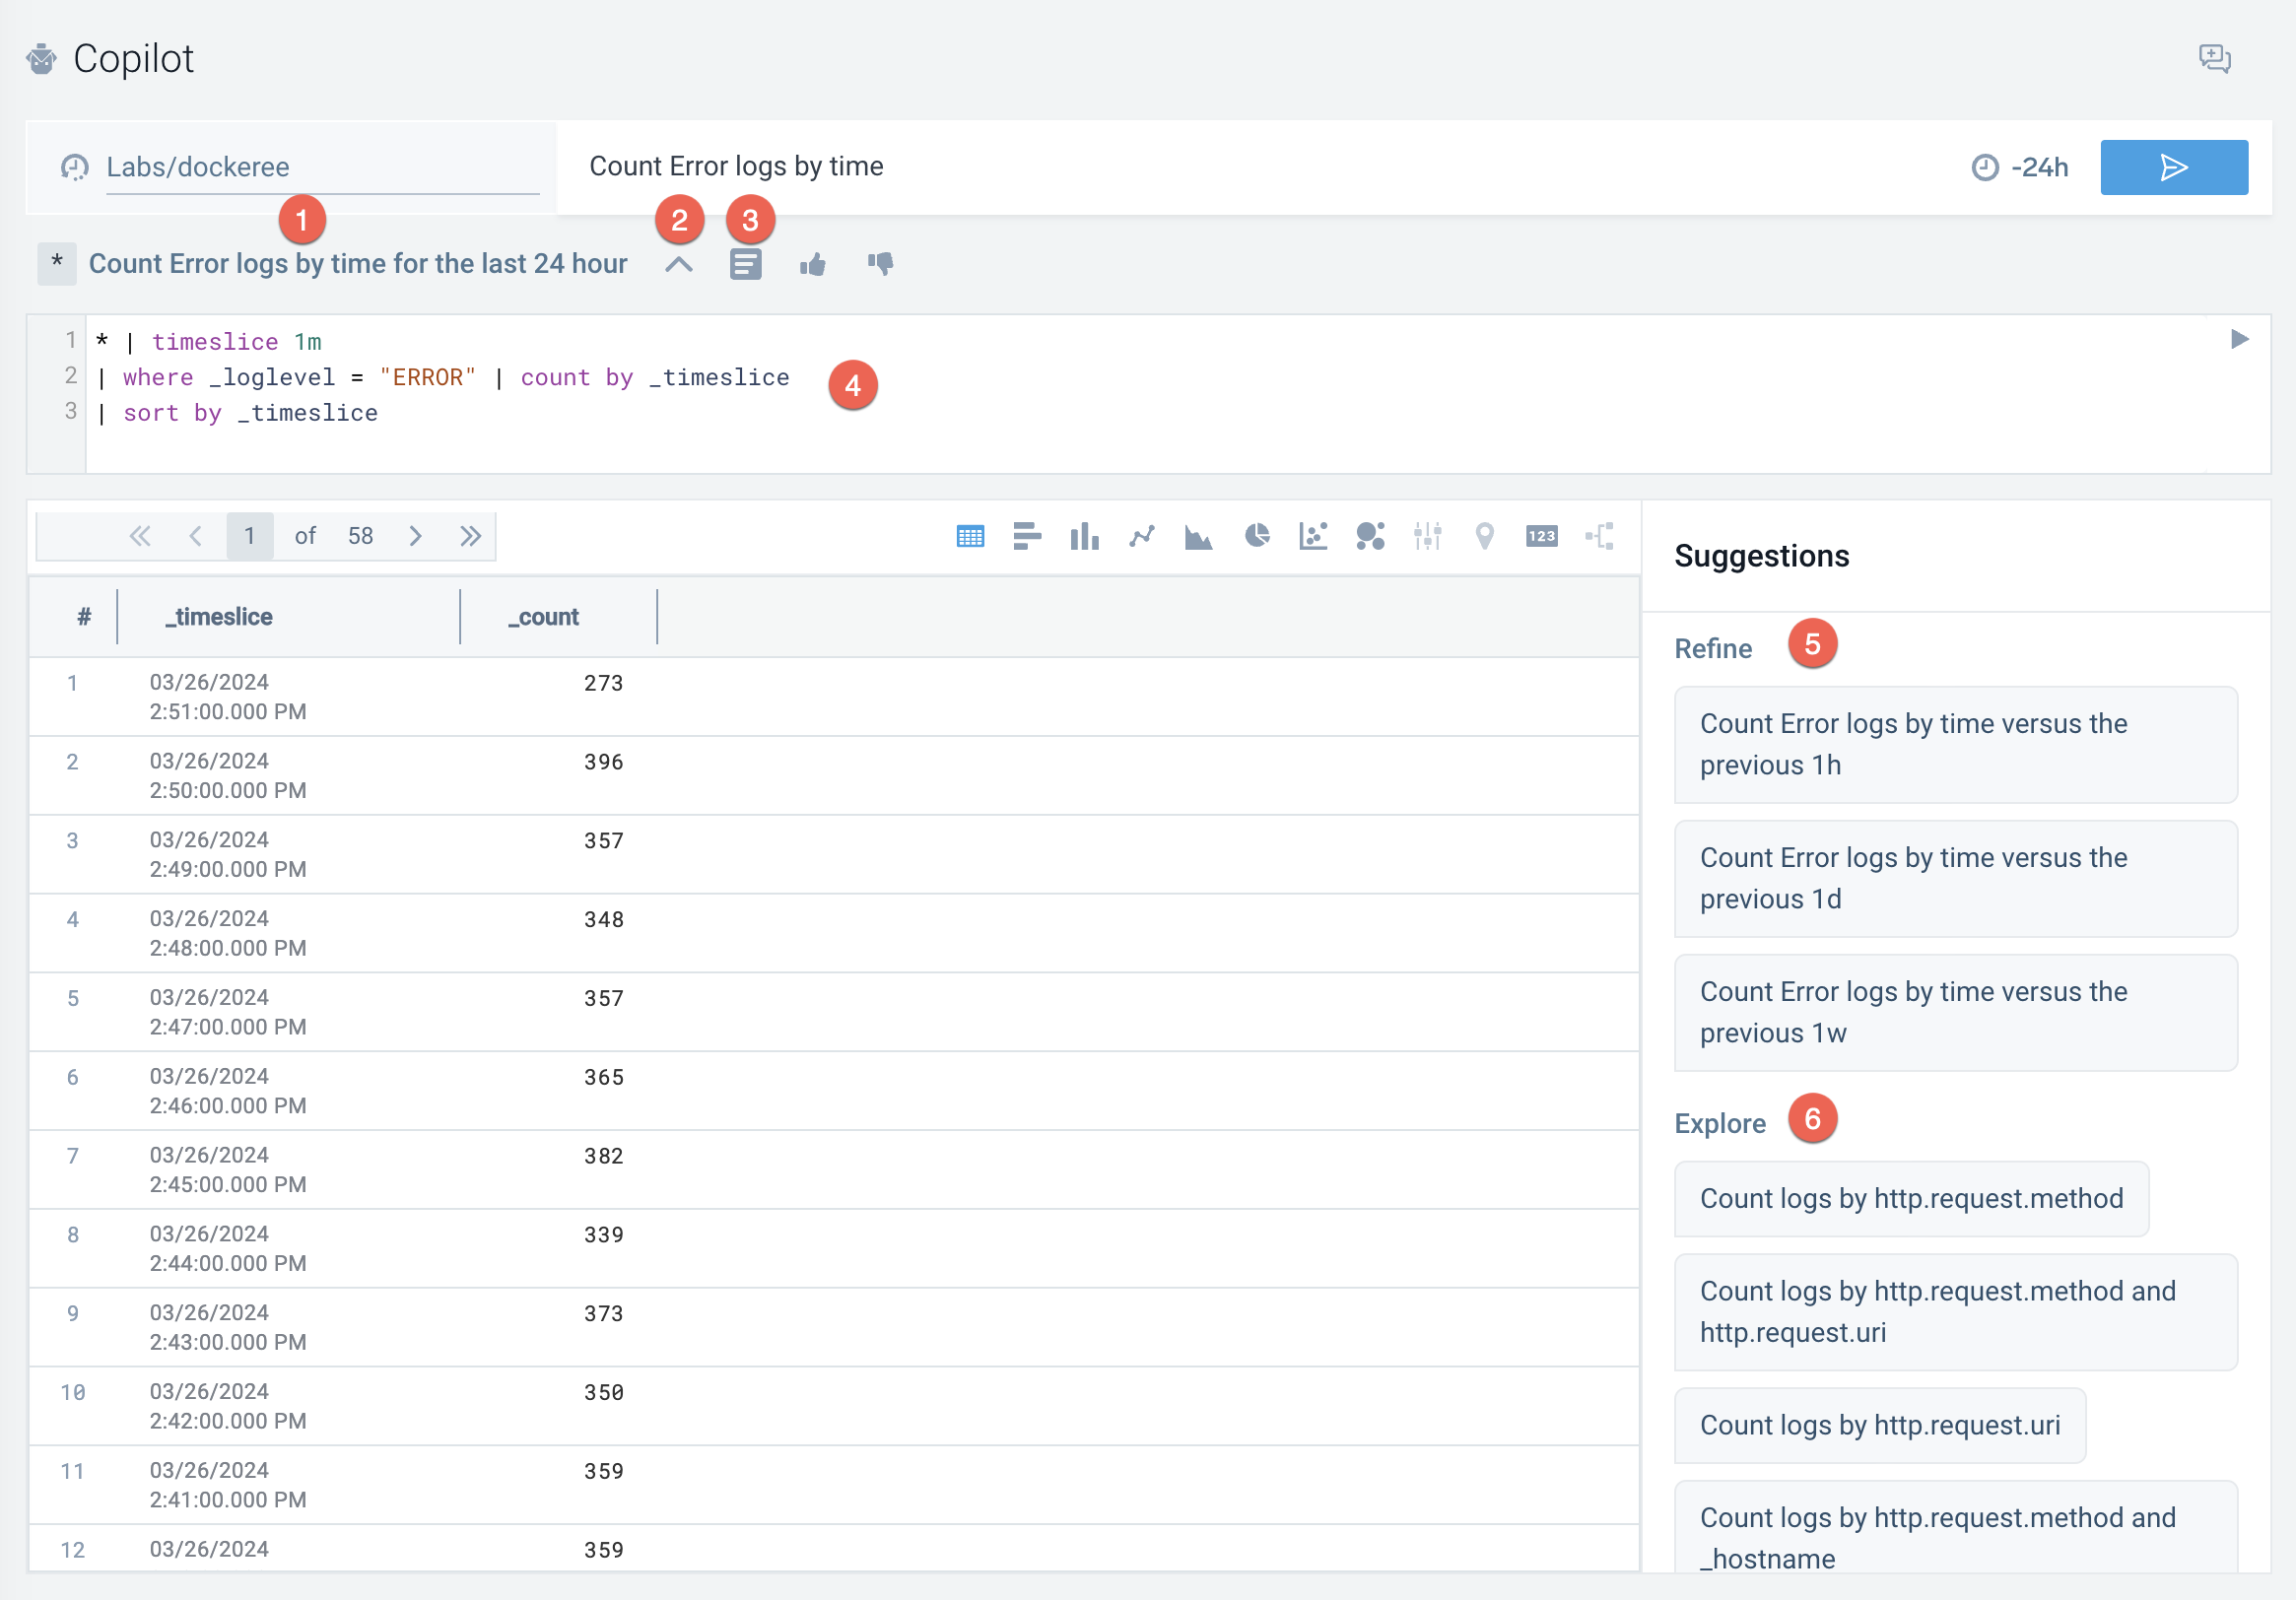 Copilot
Labs/dockeree
Count Error logs by time
-24h
1
2
3
* Count Error logs by time for the last 24 hour
1 * | timeslice 1m
2 | where _loglevel = "ERROR" | count by _timeslice
4
3 | sort by _timeslice
1 of 58
123
# _timeslice _count
1 03/26/2024 273
2:51:00.000 PM
2 03/26/2024 396
2:50:00.000 PM
3 03/26/2024 357
2:49:00.000 PM
4 03/26/2024 348
2:48:00.000 PM
5 03/26/2024 357
2:47:00.000 PM
6 03/26/2024 365
2:46:00.000 PM
7 03/26/2024 382
2:45:00.000 PM
8 03/26/2024 339
2:44:00.000 PM
9 03/26/2024 373
2:43:00.000 PM
10 03/26/2024 350
2:42:00.000 PM
11 03/26/2024 359
2:41:00.000 PM
12 03/26/2024 359
Suggestions
Refine 5
Count Error logs by time versus the
previous 1h
Count Error logs by time versus the
previous 1d
Count Error logs by time versus the
previous 1w
Explore 6
Count logs by http.request.method
Count logs by http.request.method and
http.request.uri
Count logs by http.request.uri
Count logs by http.request.method and
_hostname